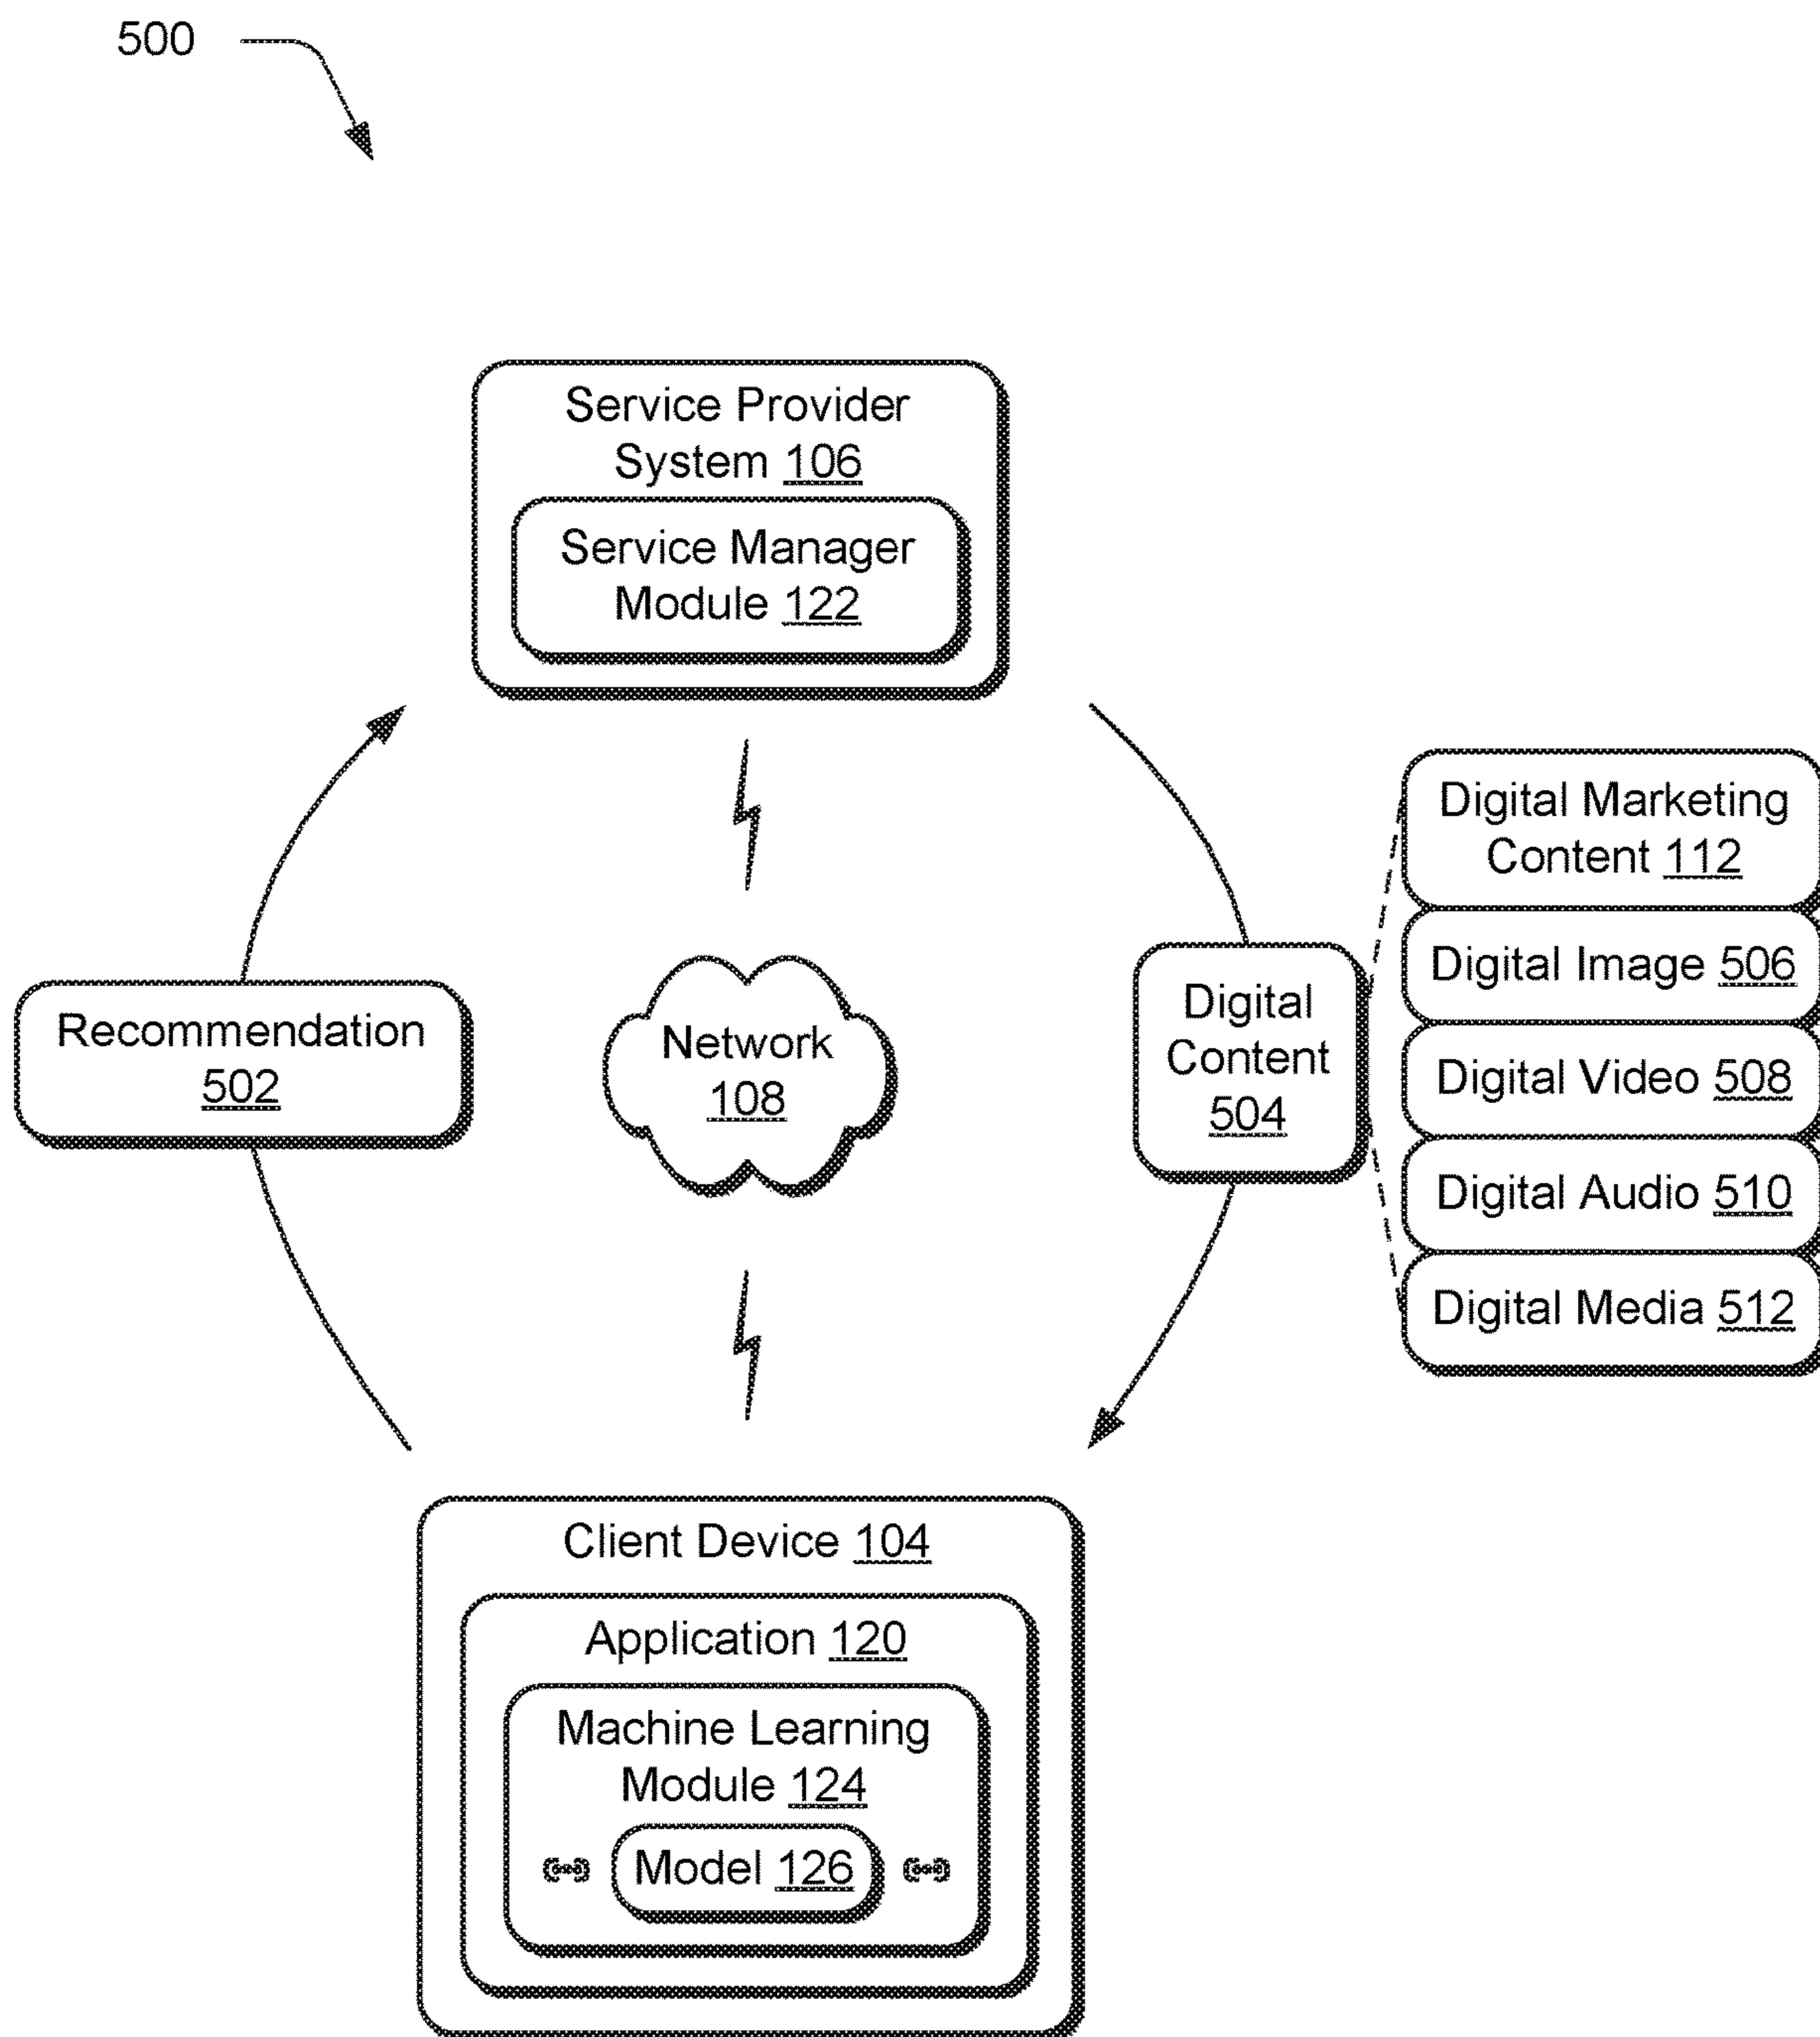 500
Service Provider
System 106
Service Manager
Module 122
Recommendation
502
Network
108
Digital
Content
504
Digital Marketing
Content 112
Digital Image 506
Digital Video 508
Digital Audio 510
Digital Media 512
Client Device 104
Application 120
Machine Learning
Module 124
Model 126